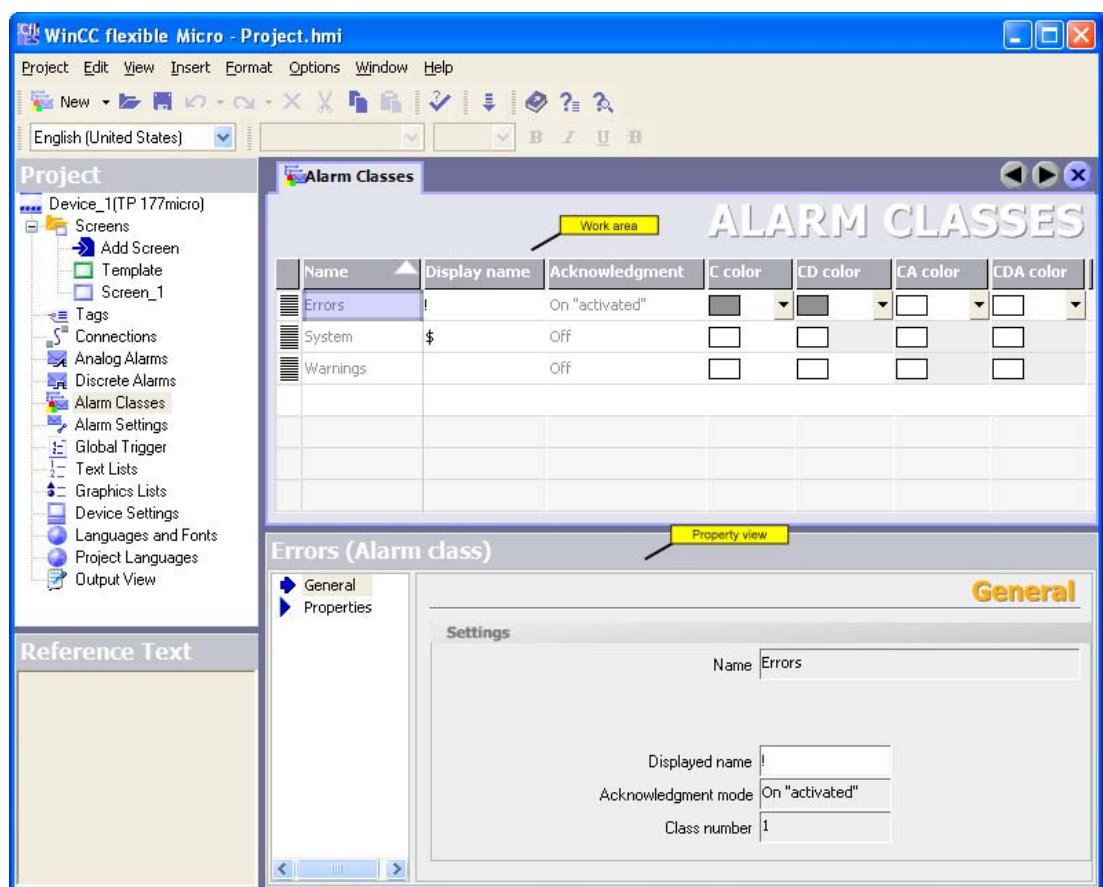 WinCC flexible Micro - Project.hmi
Project Edit View Insert Format Options Window Help
New
English (United States)
B I U
Project
Device_1(TP 177micro)
Screens
Add Screen
Template
Screen_1
Tags
Connections
Analog Alarms
Discrete Alarms
Alarm Classes
Alarm Settings
Global Trigger
Text Lists
Graphics Lists
Device Settings
Languages and Fonts
Project Languages
Output View
Reference Text
Alarm Classes
Work area
ALARM CLASSES
Name Display name Acknowledgment C color CD color CA color CDA color
Errors ! On "activated"
System $ Off
Warnings Off
Property view
Errors (Alarm class)
General
Properties
General
Settings
Name Errors
Displayed name !
Acknowledgment mode On "activated"
Class number 1